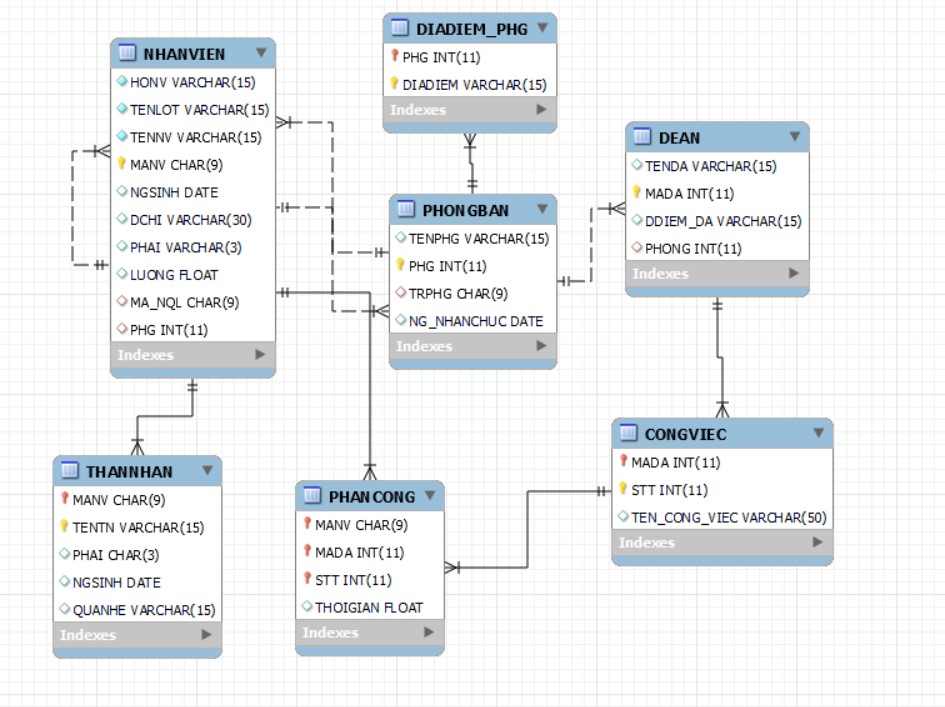 NHANVIEN
HONV VARCHAR(15)
TENLOT VARCHAR(15)
TENNV VARCHAR(15)
MANV CHAR(9)
NGSINH DATE
DCHI VARCHAR(30)
PHAI VARCHAR(3)
LUONG FLOAT
MA_NQL CHAR(9)
PHG INT(11)
Indexes
DIADIEM_PHG
PHG INT(11)
DIADIEM VARCHAR(15)
Indexes
PHONGBAN
TENPHG VARCHAR(15)
PHG INT(11)
TRPHG CHAR(9)
NG_NHANCHUC DATE
Indexes
DEAN
TENDA VARCHAR(15)
MADA INT(11)
DDIEM_DA VARCHAR(15)
PHONG INT(11)
Indexes
THANNHAN
MANV CHAR(9)
TENTN VARCHAR(15)
PHAI CHAR(3)
NGSINH DATE
QUANHE VARCHAR(15)
Indexes
PHANCONG
MANV CHAR(9)
MADA INT(11)
STT INT(11)
THOIGIAN FLOAT
Indexes
CONGVIEC
MADA INT(11)
STT INT(11)
TEN_CONG_VIEC VARCHAR(50)
Indexes